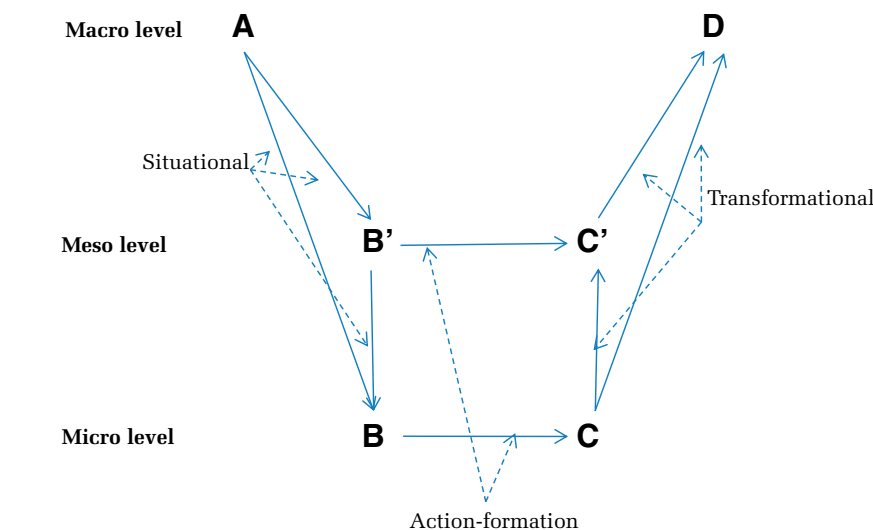 Macro level A D
Situational
Transformational
Meso level B’ C’
Micro level B C
Action-formation